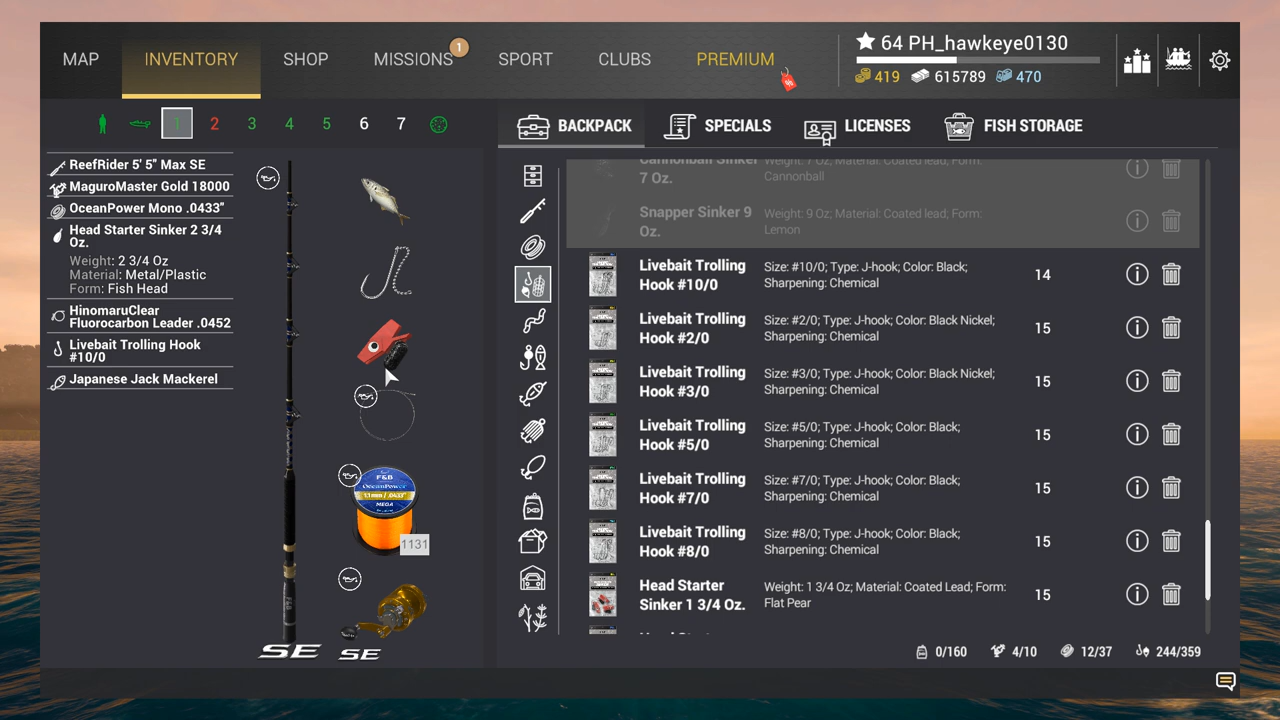 MAP INVENTORY SHOP MISSIONS 1 SPORT CLUBS PREMIUM
64 PH_hawkeye0130
419 615789 470
1 2 3 4 5 6 7
BACKPACK SPECIALS LICENSES FISH STORAGE
ReefRider 5' 5" Max SE
MaguroMaster Gold 18000
OceanPower Mono .0433"
Head Starter Sinker 2 3/4
Oz.
Weight: 2 3/4 Oz
Material: Metal/Plastic
Form: Fish Head
HinomaruClear
Fluorocarbon Leader .0452
Livebait Trolling Hook
#10/0
Japanese Jack Mackerel
F&B
OceanPower
1.1 mm / .0433"
MEGA
1131
SE SE
Cannonball Sinker
7 Oz.
Weight: 7 Oz; Material: Coated lead; Form:
Cannonball
Snapper Sinker 9
Oz.
Weight: 9 Oz; Material: Coated lead; Form:
Lemon
Livebait Trolling
Hook #10/0
Size: #10/0; Type: J-hook; Color: Black;
Sharpening: Chemical
14
Livebait Trolling
Hook #2/0
Size: #2/0; Type: J-hook; Color: Black Nickel;
Sharpening: Chemical
15
Livebait Trolling
Hook #3/0
Size: #3/0; Type: J-hook; Color: Black Nickel;
Sharpening: Chemical
15
Livebait Trolling
Hook #5/0
Size: #5/0; Type: J-hook; Color: Black;
Sharpening: Chemical
15
Livebait Trolling
Hook #7/0
Size: #7/0; Type: J-hook; Color: Black;
Sharpening: Chemical
15
Livebait Trolling
Hook #8/0
Size: #8/0; Type: J-hook; Color: Black;
Sharpening: Chemical
15
Head Starter
Sinker 1 3/4 Oz.
Weight: 1 3/4 Oz; Material: Coated Lead; Form:
Flat Pear
15
0/160 4/10 12/37 244/359